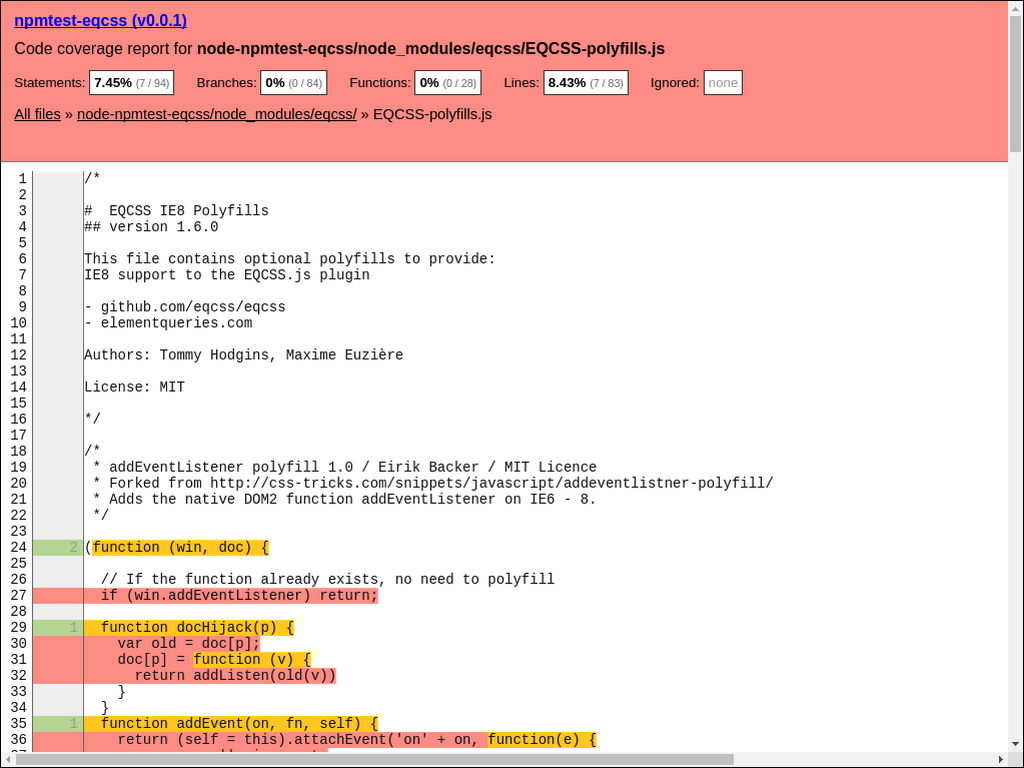 npmtest-eqcss (v0.0.1)
Code coverage report for node-npmtest-eqcss/node_modules/eqcss/EQCSS-polyfills.js
Statements: 7.45% (7 / 94) Branches: 0% (0 / 84) Functions: 0% (0 / 28) Lines: 8.43% (7 / 83) Ignored: none
All files » node-npmtest-eqcss/node_modules/eqcss/ » EQCSS-polyfills.js
1 /*
2
3 #  EQCSS IE8 Polyfills
4 ## version 1.6.0
5
6 This file contains optional polyfills to provide:
7 IE8 support to the EQCSS.js plugin
8
9 - github.com/eqcss/eqcss
10 - elementqueries.com
11
12 Authors: Tommy Hodgins, Maxime Euzière
13
14 License: MIT
15
16 */
17
18 /*
19  * addEventListener polyfill 1.0 / Eirik Backer / MIT Licence
20  * Forked from http://css-tricks.com/snippets/javascript/addeventlistner-polyfill/
21  * Adds the native DOM2 function addEventListener on IE6 - 8.
22  */
23
24 2 (function (win, doc) {
25
26   // If the function already exists, no need to polyfill
27   if (win.addEventListener) return;
28
29 1   function docHijack(p) {
30     var old = doc[p];
31     doc[p] = function (v) {
32       return addListen(old(v))
33     }
34   }
35 1   function addEvent(on, fn, self) {
36     return (self = this).attachEvent('on' + on, function(e) {